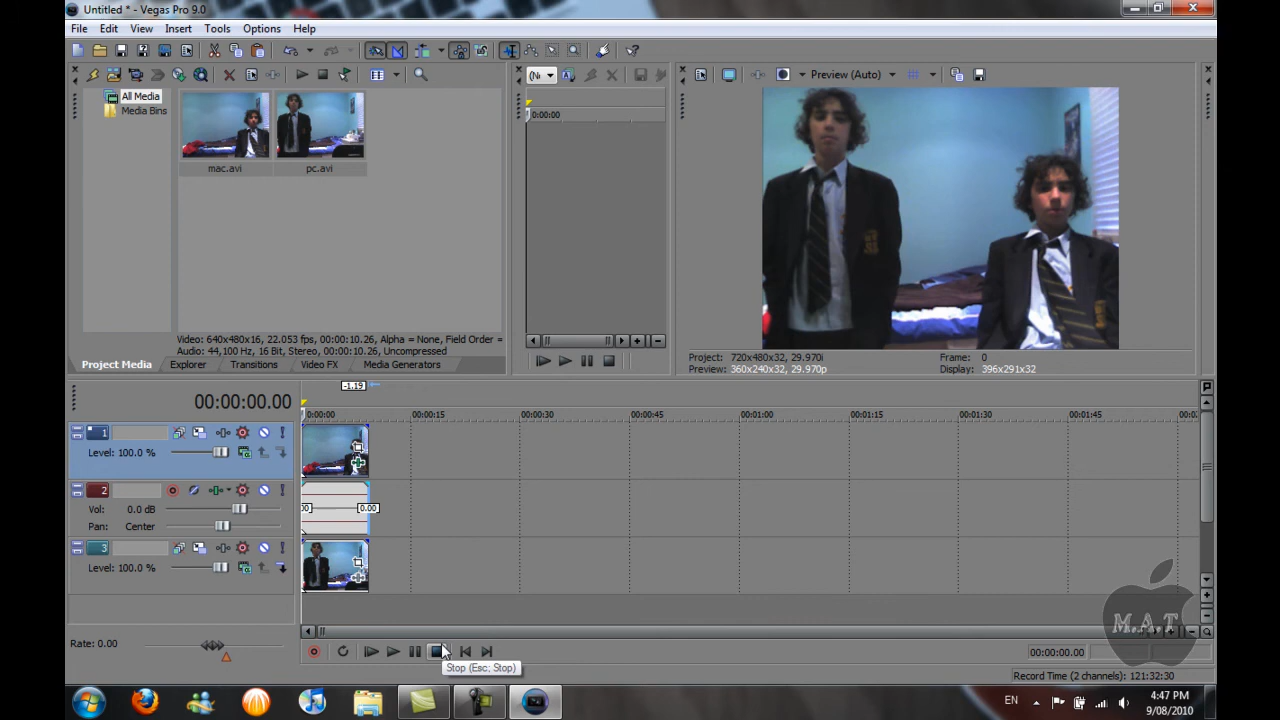 Untitled * - Vegas Pro 9.0
File Edit View Insert Tools Options Help
Preview (Auto)
All Media
Media Bins
mac.avi pc.avi
0:00:00
Video: 640x480x16, 22.053 fps, 00:00:10.26, Alpha = None, Field Order =
Audio: 44,100 Hz, 16 Bit, Stereo, 00:00:10.26, Uncompressed
Project Media Explorer Transitions Video FX Media Generators
Project: 720x480x32, 29.970i Frame: 0
Preview: 360x240x32, 29.970p Display: 396x291x32
-1.19
00:00:00.00
0:00:00 00:00:15 00:00:30 00:00:45 00:01:00 00:01:15 00:01:30 00:01:45
1
Level: 100.0 %
2
Vol: 0.0 dB 0.00
Pan: Center
3
Level: 100.0 %
M.A.T
Rate: 0.00
00:00:00.00
Stop (Esc; Stop)
Record Time (2 channels): 121:32:30
EN 4:47 PM
9/08/2010